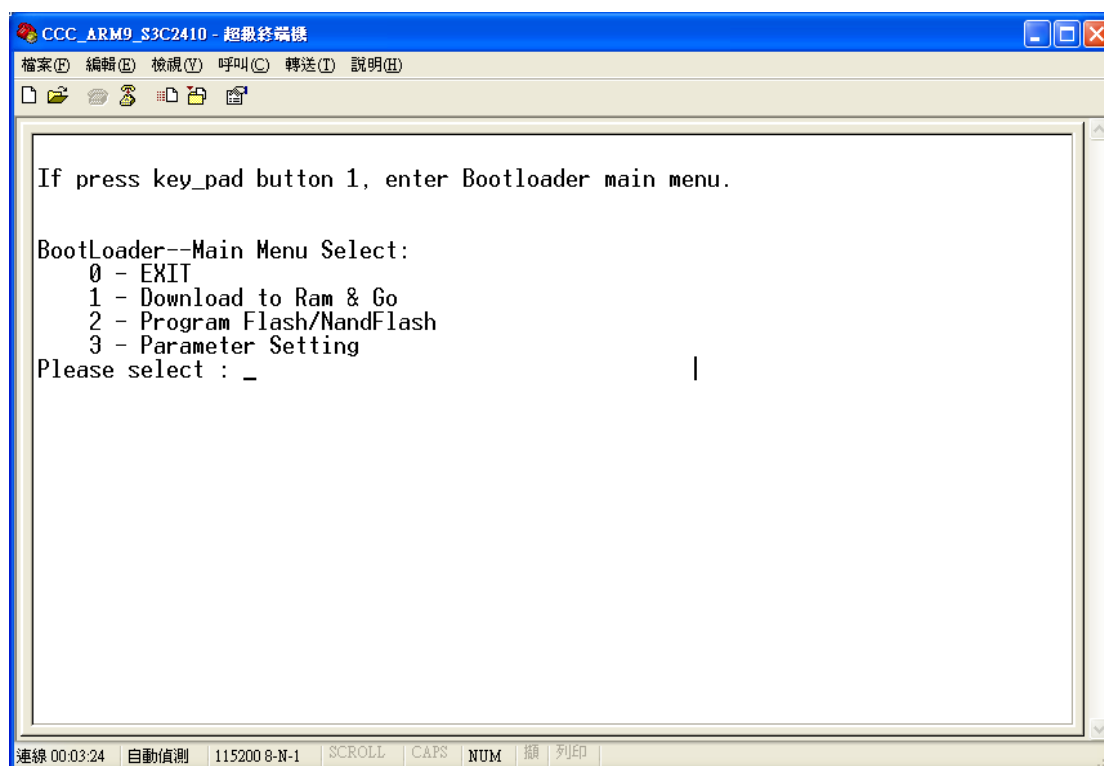 CCC_ARM9_S3C2410 - 超級終端機
檔案(F) 編輯(E) 檢視(V) 呼叫(C) 轉送(T) 說明(H)
If press key_pad button 1, enter Bootloader main menu.
BootLoader--Main Menu Select:
0 - EXIT
1 - Download to Ram & Go
2 - Program Flash/NandFlash
3 - Parameter Setting
Please select : _
連線 00:03:24 自動偵測 115200 8-N-1 SCROLL CAPS NUM 擷 列印